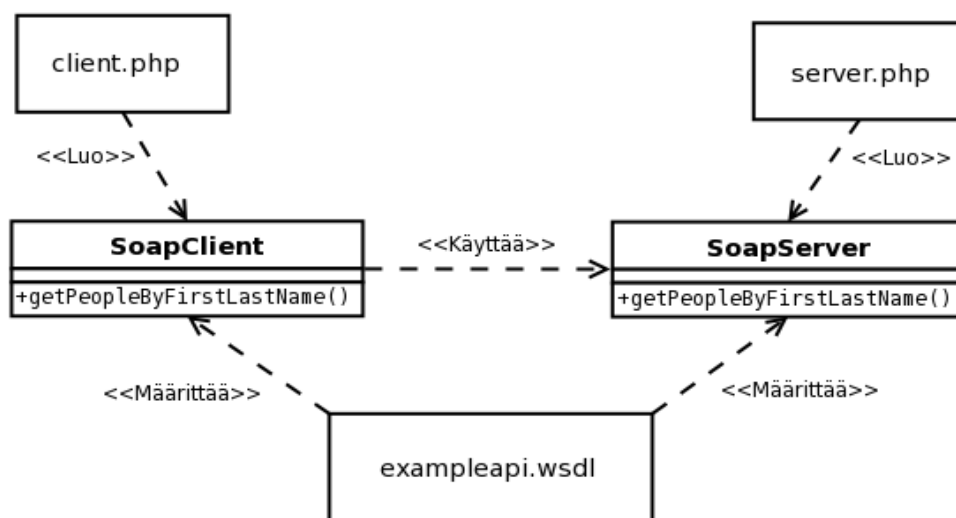 client.php
server.php
<<Luo>>
<<Luo>>
SoapClient
<<Käyttää>>
SoapServer
+getPeopleByFirstLastName()
+getPeopleByFirstLastName()
<<Määrittää>>
<<Määrittää>>
exampleapi.wsdl